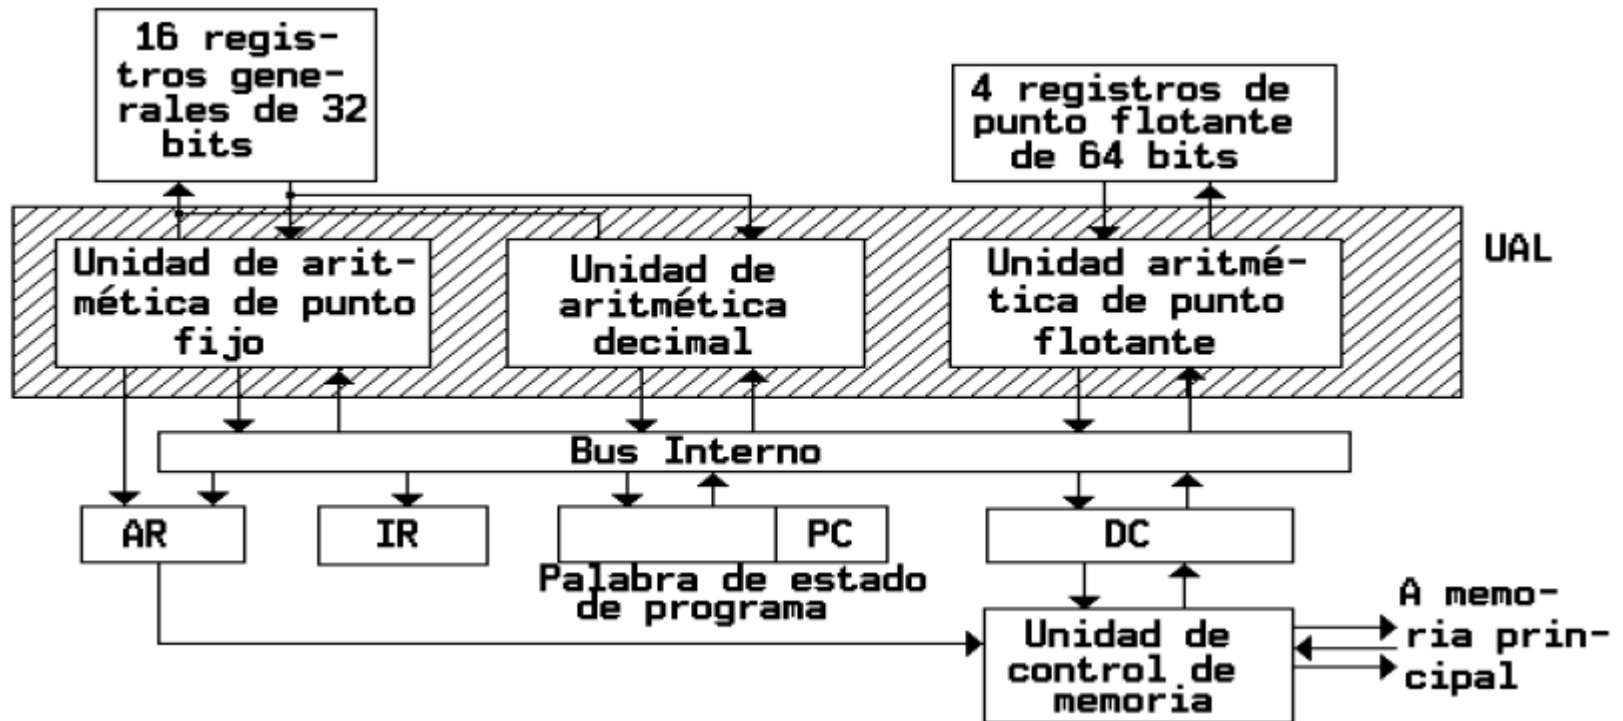 16 regis-
tros gene-
rales de 32
bits
4 registros de
punto flotante
de 64 bits
Unidad de arit-
mética de punto
fijo
Unidad de
aritmética
decimal
Unidad aritmé-
tica de punto
flotante
UAL
Bus Interno
AR
IR
PC
DC
Palabra de estado
de programa
Unidad de
control de
memoria
A memo-
ria prin-
cipal